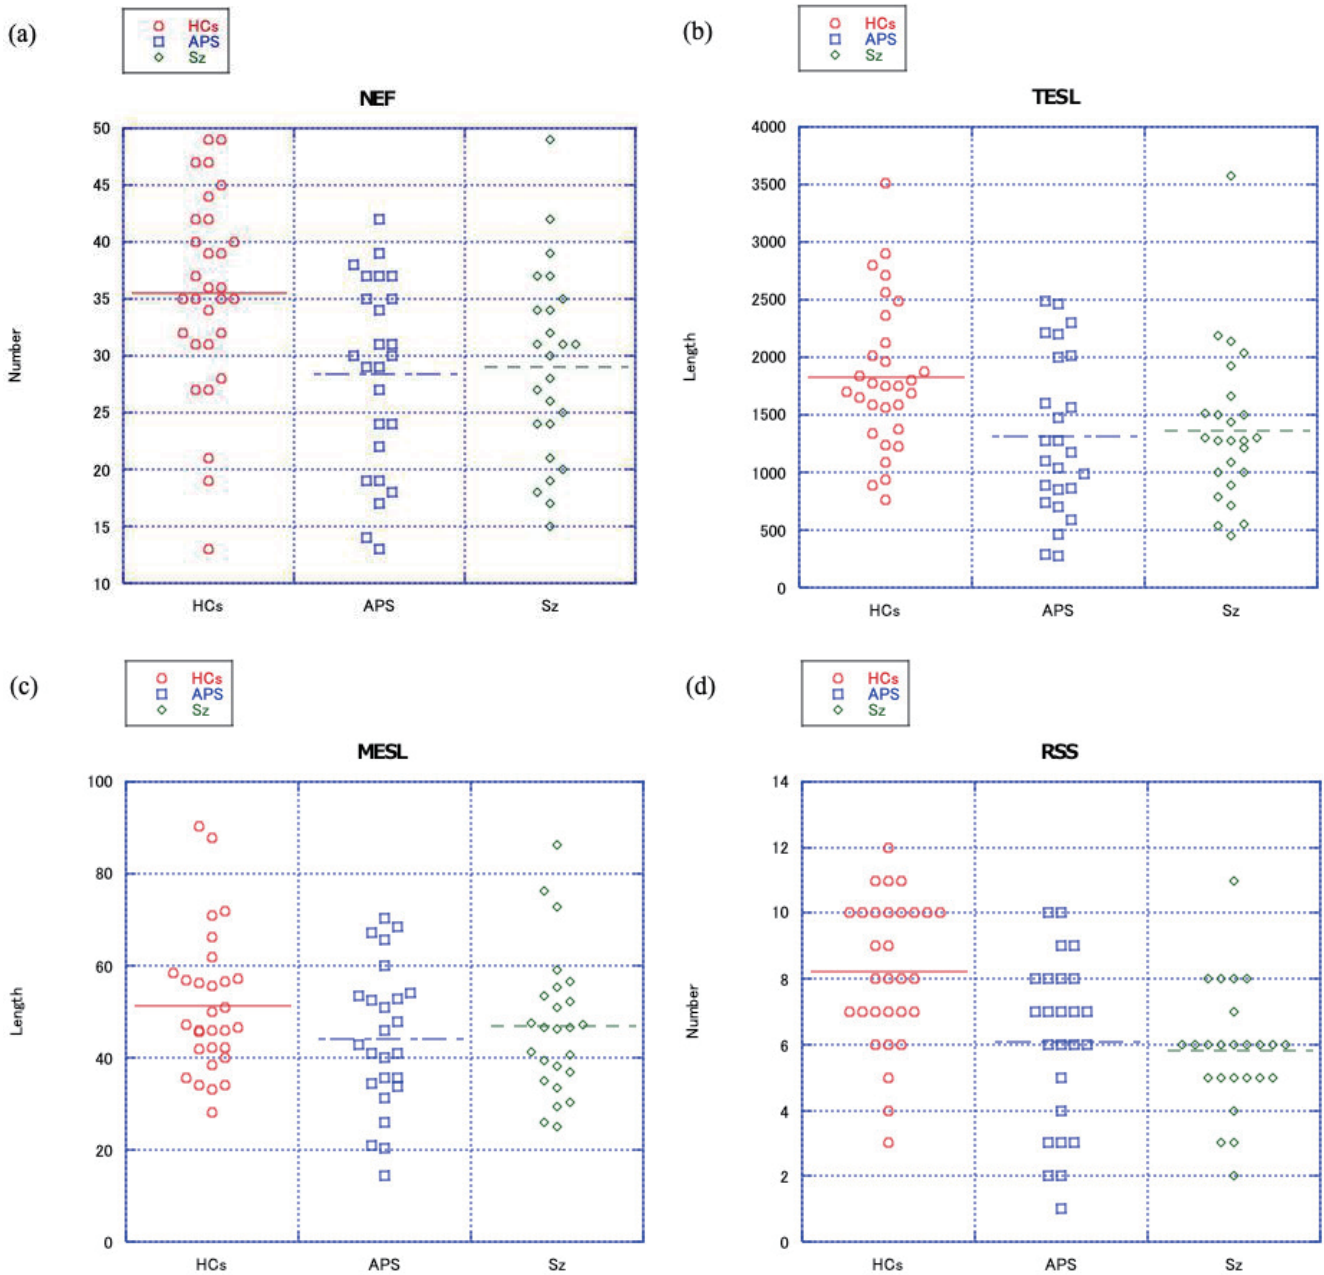 (a)
HCs
APS
Sz
NEF
Number
50
45
40
35
30
25
20
15
10
HCs APS Sz
(b)
HCs
APS
Sz
TESL
Length
4000
3500
3000
2500
2000
1500
1000
500
0
HCs APS Sz
(c)
HCs
APS
Sz
MESL
Length
100
80
60
40
20
0
HCs APS Sz
(d)
HCs
APS
Sz
RSS
Number
14
12
10
8
6
4
2
0
HCs APS Sz